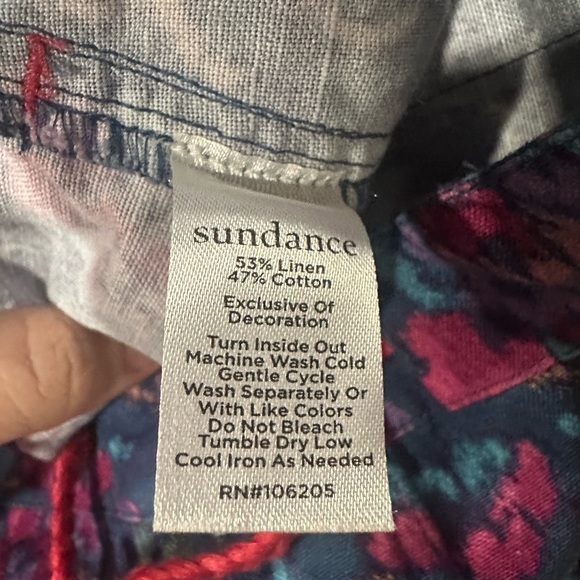 sundance
53% Linen
47% Cotton
Exclusive Of
Decoration
Turn Inside Out
Machine Wash Cold
Gentle Cycle
Wash Separately Or
With Like Colors
Do Not Bleach
Tumble Dry Low
Cool Iron As Needed
RN#106205